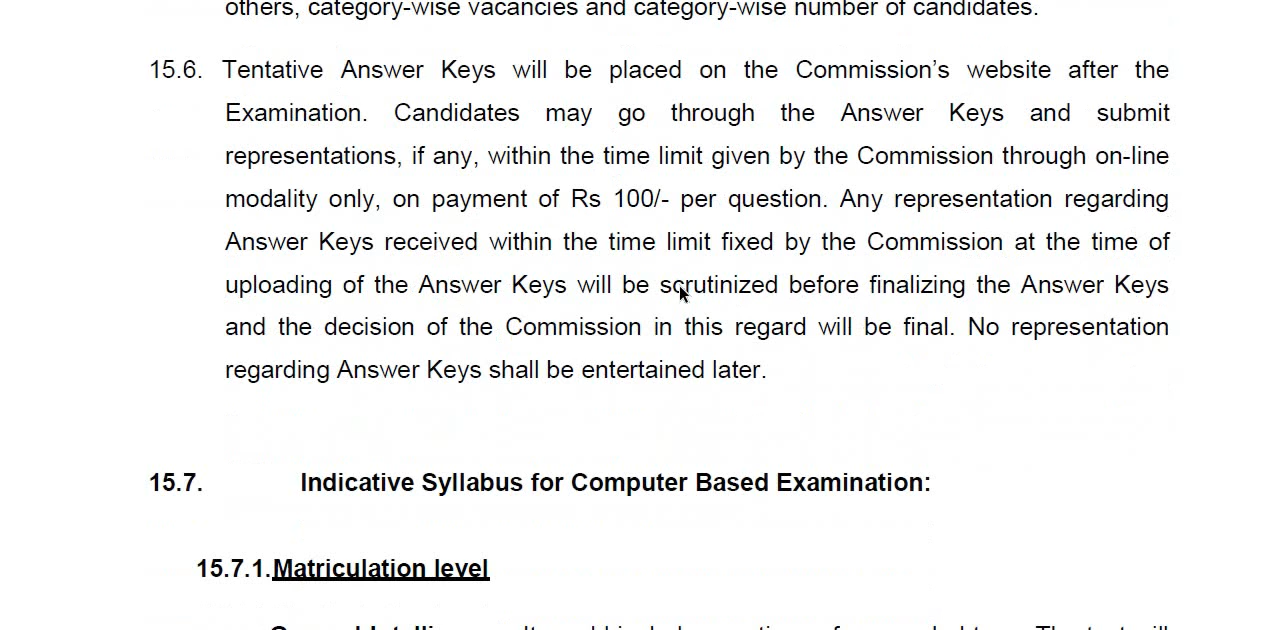 others, category-wise vacancies and category-wise number of candidates.
15.6. Tentative Answer Keys will be placed on the Commission’s website after the
Examination. Candidates may go through the Answer Keys and submit
representations, if any, within the time limit given by the Commission through on-line
modality only, on payment of Rs 100/- per question. Any representation regarding
Answer Keys received within the time limit fixed by the Commission at the time of
uploading of the Answer Keys will be scrutinized before finalizing the Answer Keys
and the decision of the Commission in this regard will be final. No representation
regarding Answer Keys shall be entertained later.
15.7. Indicative Syllabus for Computer Based Examination:
15.7.1.Matriculation level